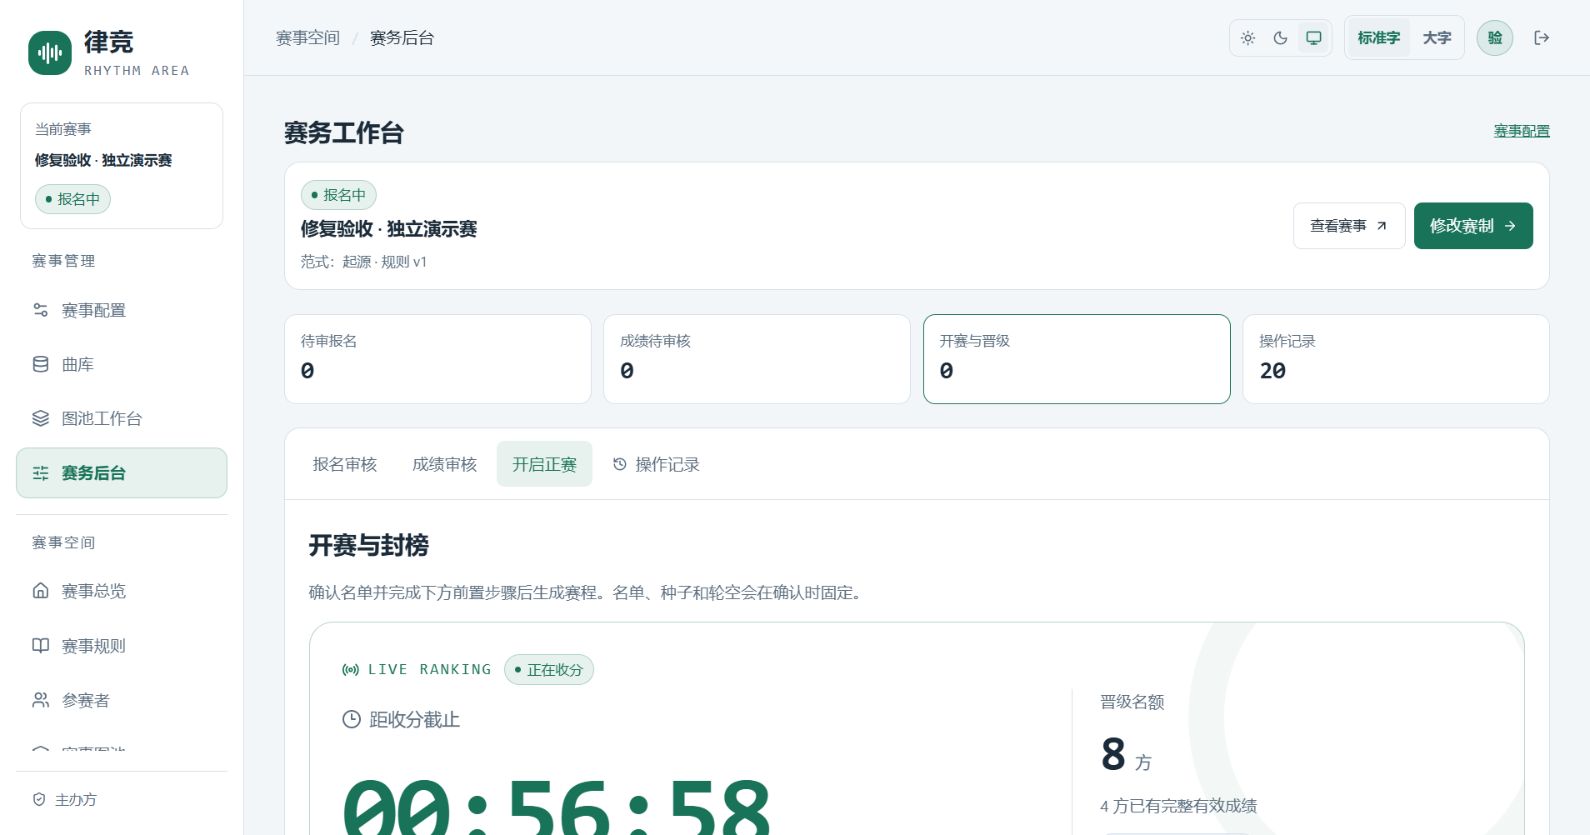 律竞
RHYTHM AREA
当前赛事
修复验收 · 独立演示赛
报名中
赛事管理
赛事配置
曲库
图池工作台
赛务后台
赛事空间
赛事总览
赛事规则
参赛者
主办方
赛事空间 / 赛务后台
标准字 大字 验
赛务工作台
赛事配置
报名中
修复验收 · 独立演示赛
范式：起源 · 规则 v1
查看赛事
修改赛制
待审报名
0
成绩待审核
0
开赛与晋级
0
操作记录
20
报名审核 成绩审核 开启正赛 操作记录
开赛与封榜
确认名单并完成下方前置步骤后生成赛程。名单、种子和轮空会在确认时固定。
LIVE RANKING 正在收分
距收分截止
00:56:58
晋级名额
8 方
4 方已有完整有效成绩